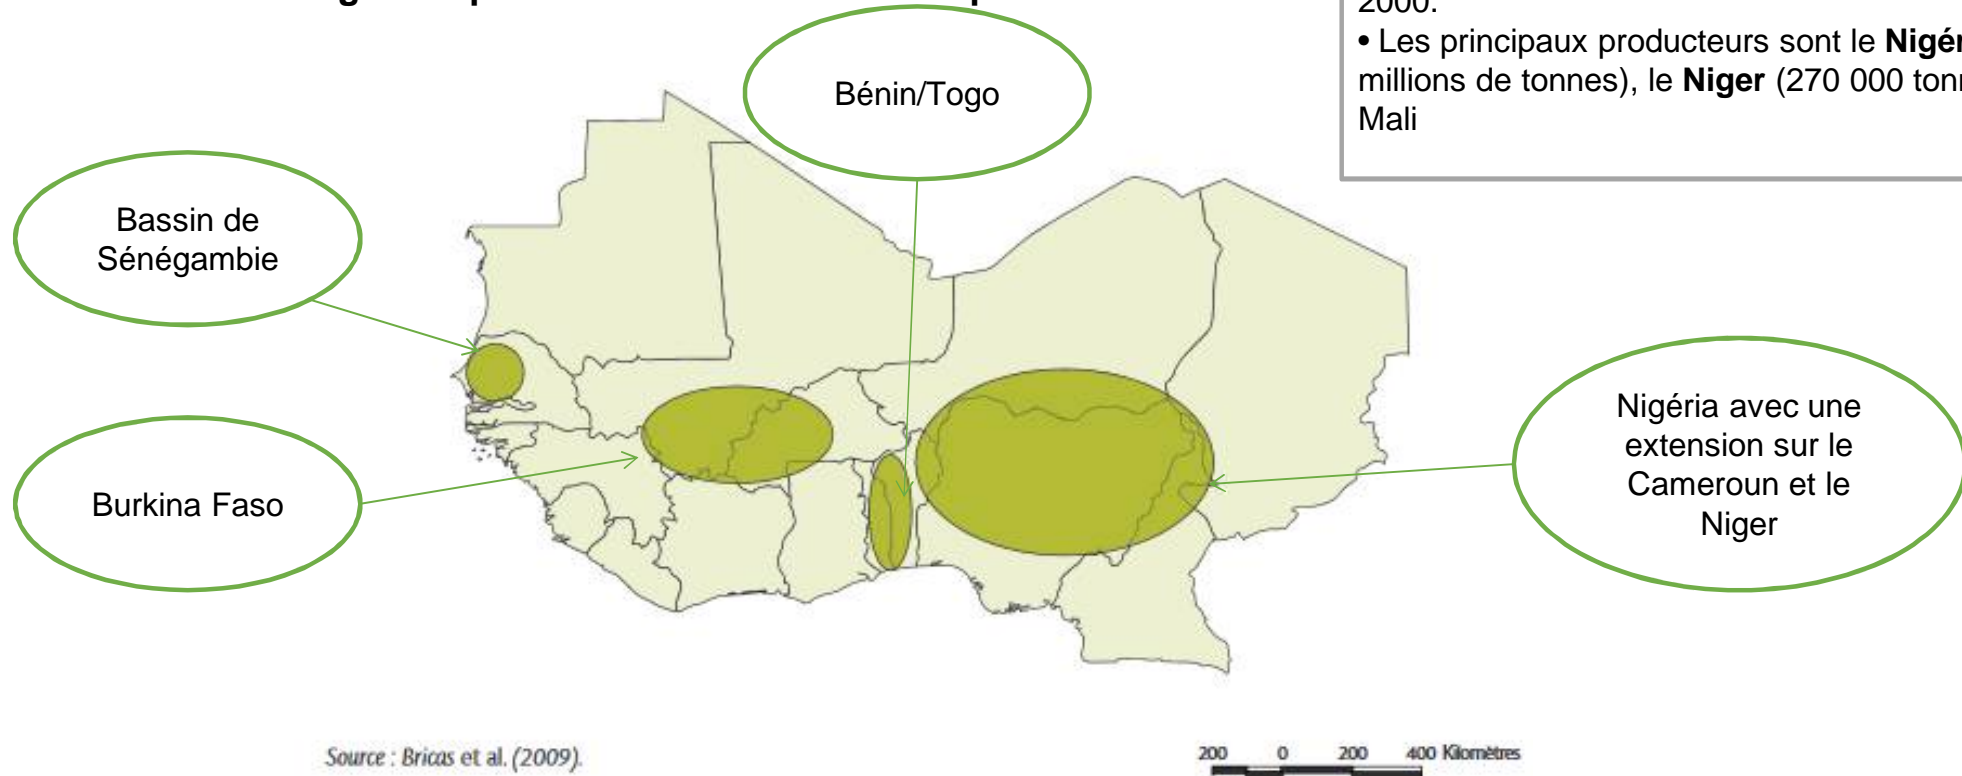 2000.
• Les principaux producteurs sont le
millions de tonnes), le Niger (270 000
Mali
Bénin/Togo
Bassin de
Sénégambie
Burkina Faso
Nigéria avec une
extension sur le
Cameroun et le
Niger
Source : Bricas et al. (2009).
200 0 200 400 Kilomètres